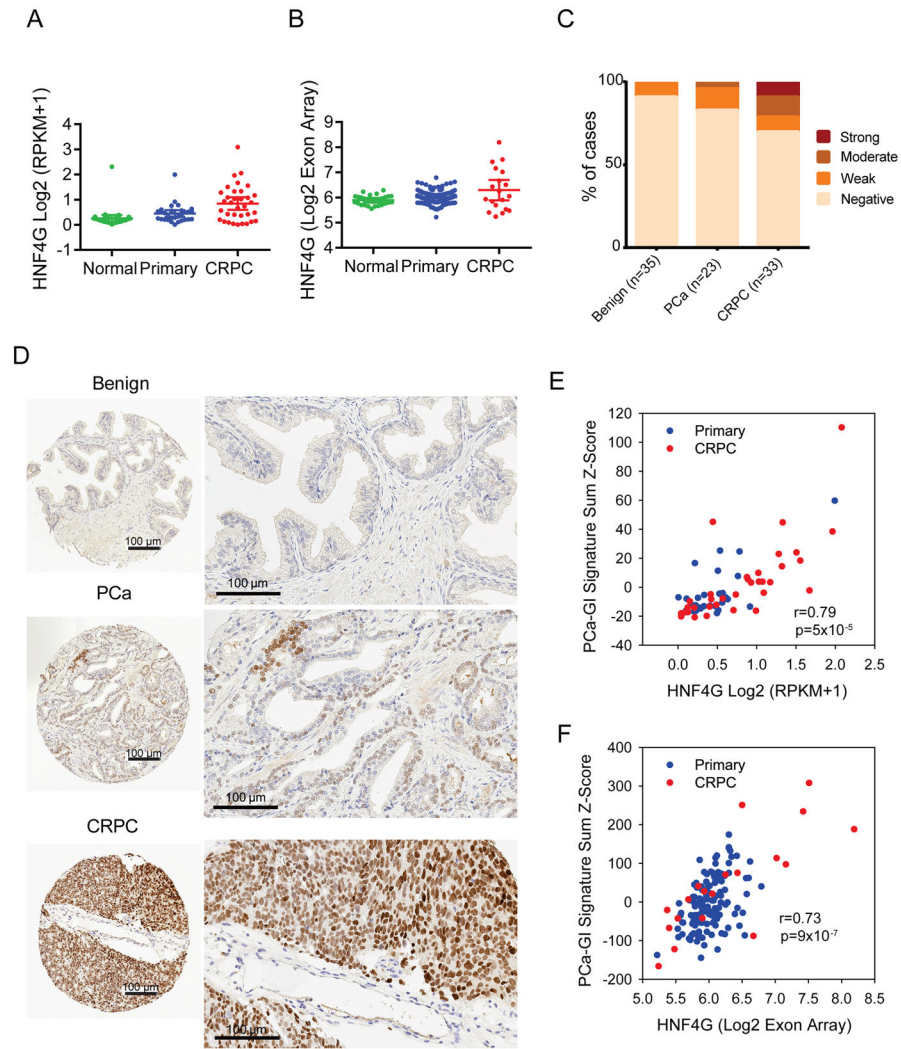 A
HNF4G Log2 (RPKM+1)
4
3
2
1
0
-1
Normal
Primary
CRPC
B
HNF4G (Log2 Exon Array)
9
8
7
6
5
4
Normal
Primary
CRPC
C
% of cases
100
50
0
Benign (n=35)
PCa (n=23)
CRPC (n=33)
Strong
Moderate
Weak
Negative
D
Benign
100 µm
100 µm
PCa
100 µm
100 µm
CRPC
100 µm
100 µm
E
PCa-GI Signature Sum Z-Score
120
100
80
60
40
20
0
-20
-40
Primary
CRPC
r=0.79
p=5x10-5
0.0
0.5
1.0
1.5
2.0
2.5
HNF4G Log2 (RPKM+1)
F
PCa-GI Signature Sum Z-Score
400
300
200
100
0
-100
-200
Primary
CRPC
r=0.73
p=9x10-7
5.0
5.5
6.0
6.5
7.0
7.5
8.0
8.5
HNF4G (Log2 Exon Array)